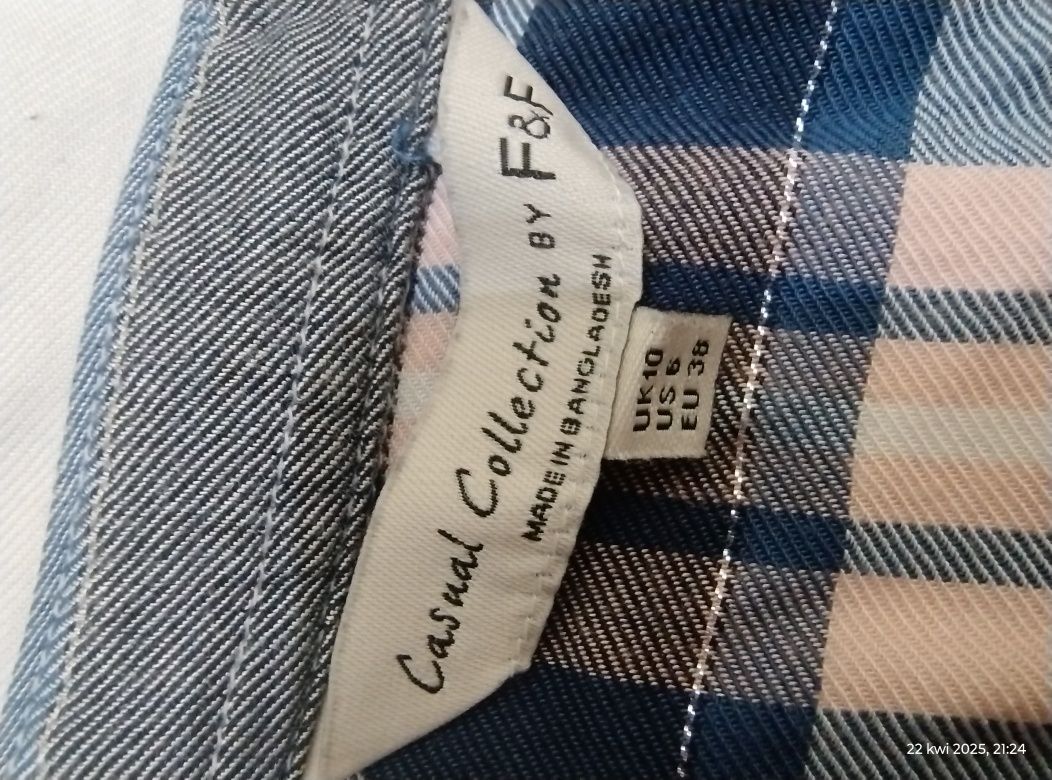 Casual Collection BY F&F
MADE IN BANGLADESH
UK 10
US 6
EU 38
22 kwi 2025, 21:24